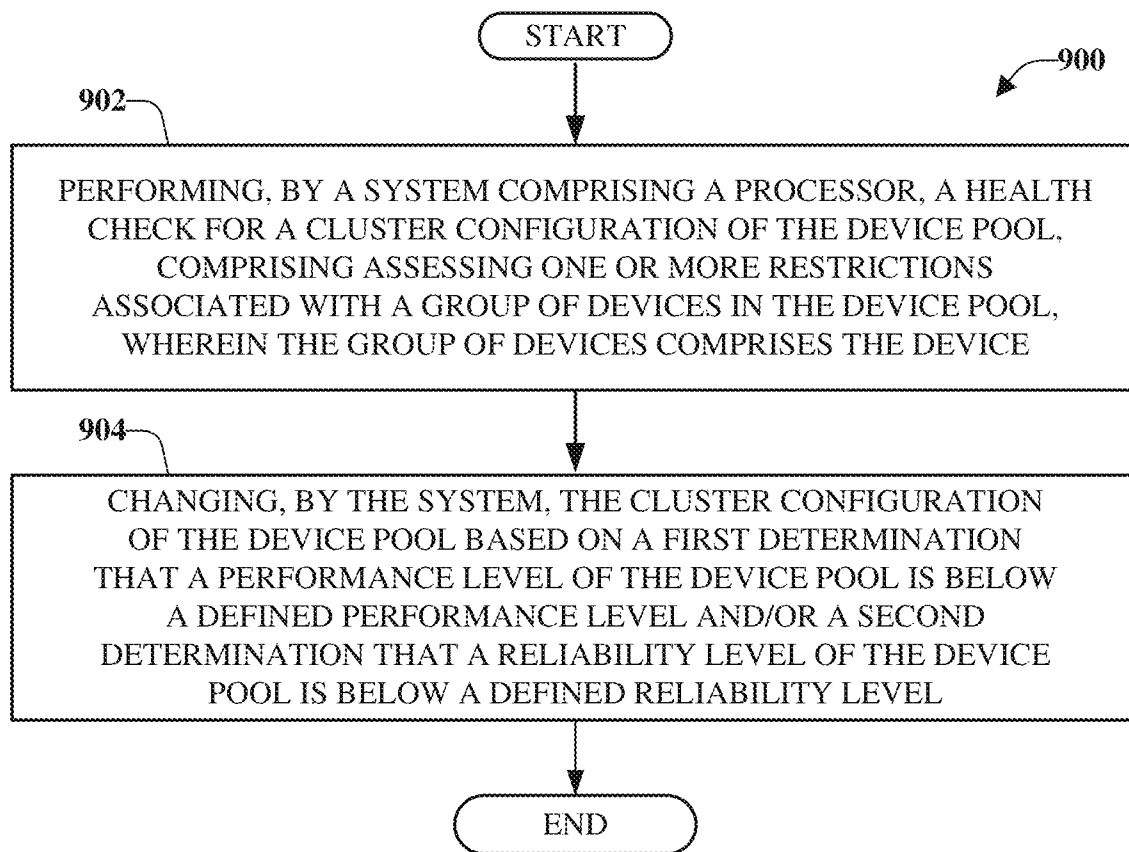 START
900
902
PERFORMING, BY A SYSTEM COMPRISING A PROCESSOR, A HEALTH
CHECK FOR A CLUSTER CONFIGURATION OF THE DEVICE POOL,
COMPRISING ASSESSING ONE OR MORE RESTRICTIONS
ASSOCIATED WITH A GROUP OF DEVICES IN THE DEVICE POOL,
WHEREIN THE GROUP OF DEVICES COMPRISES THE DEVICE
904
CHANGING, BY THE SYSTEM, THE CLUSTER CONFIGURATION
OF THE DEVICE POOL BASED ON A FIRST DETERMINATION
THAT A PERFORMANCE LEVEL OF THE DEVICE POOL IS BELOW
A DEFINED PERFORMANCE LEVEL AND/OR A SECOND
DETERMINATION THAT A RELIABILITY LEVEL OF THE DEVICE
POOL IS BELOW A DEFINED RELIABILITY LEVEL
END